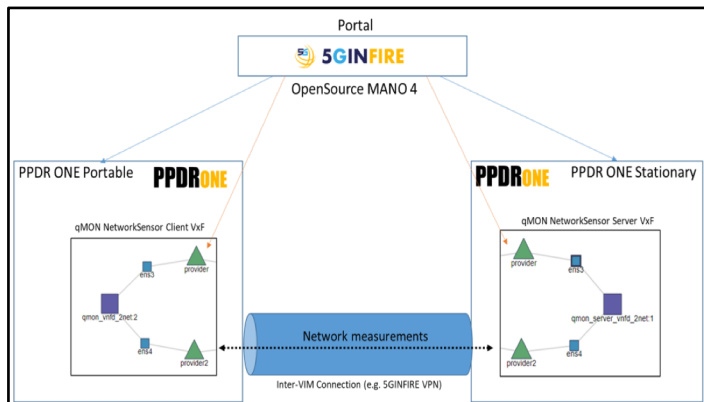 Portal
5G 5GINFIRE
OpenSource MANO 4
PPDR ONE Portable
PPDRONE
qMON NetworkSensor Client VxF
provider
ens3
qmon_vnfd_2net:2
ens4
provider2
PPDRONE
PPDR ONE Stationary
qMON NetworkSensor Server VxF
provider
ens3
qmon_server_vnfd_2net:1
ens4
provider2
Network measurements
Inter-VIM Connection (e.g. 5GINFIRE VPN)